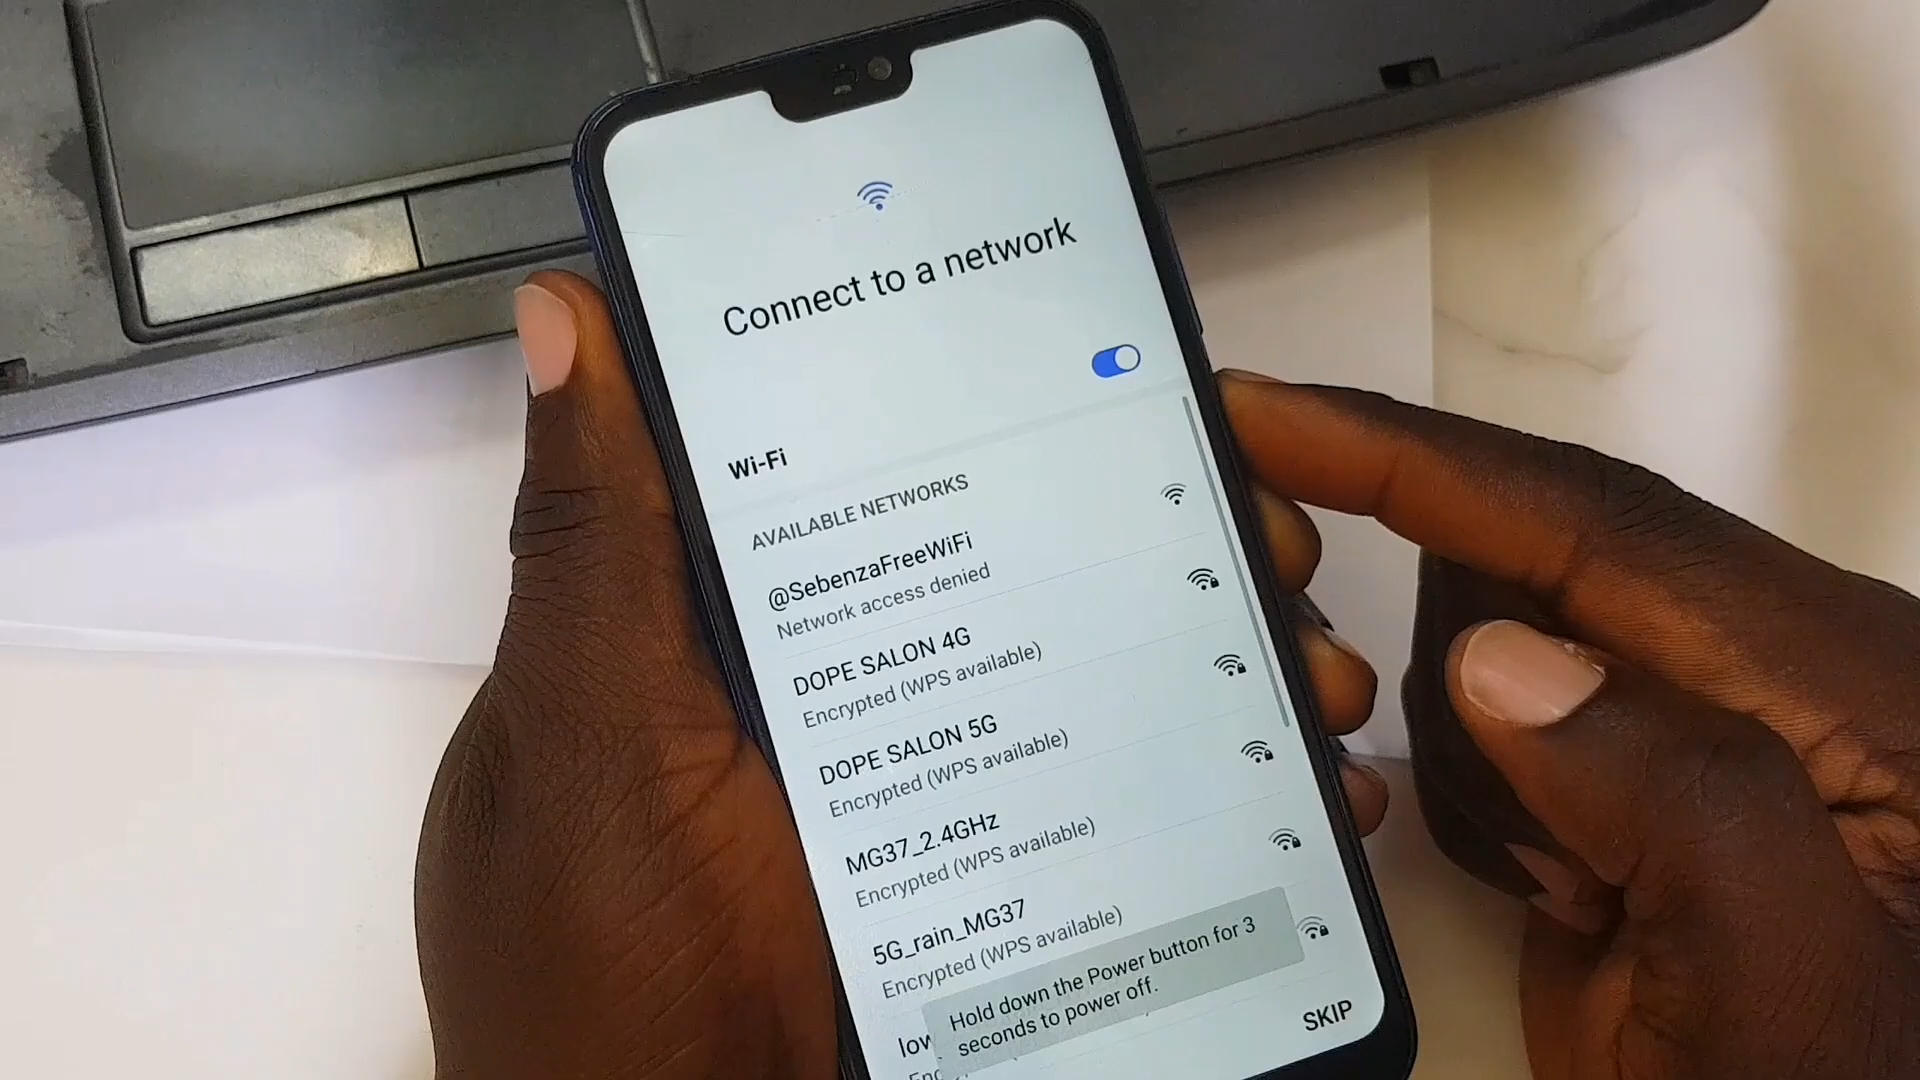 Connect to a network
Wi-Fi
AVAILABLE NETWORKS
@SebenzaFreeWiFi
Network access denied
DOPE SALON 4G
Encrypted (WPS available)
DOPE SALON 5G
Encrypted (WPS available)
MG37_2.4GHz
Encrypted (WPS available)
5G_rain_MG37
Encrypted (WPS available)
Hold down the Power button for 3
seconds to power off.
SKIP